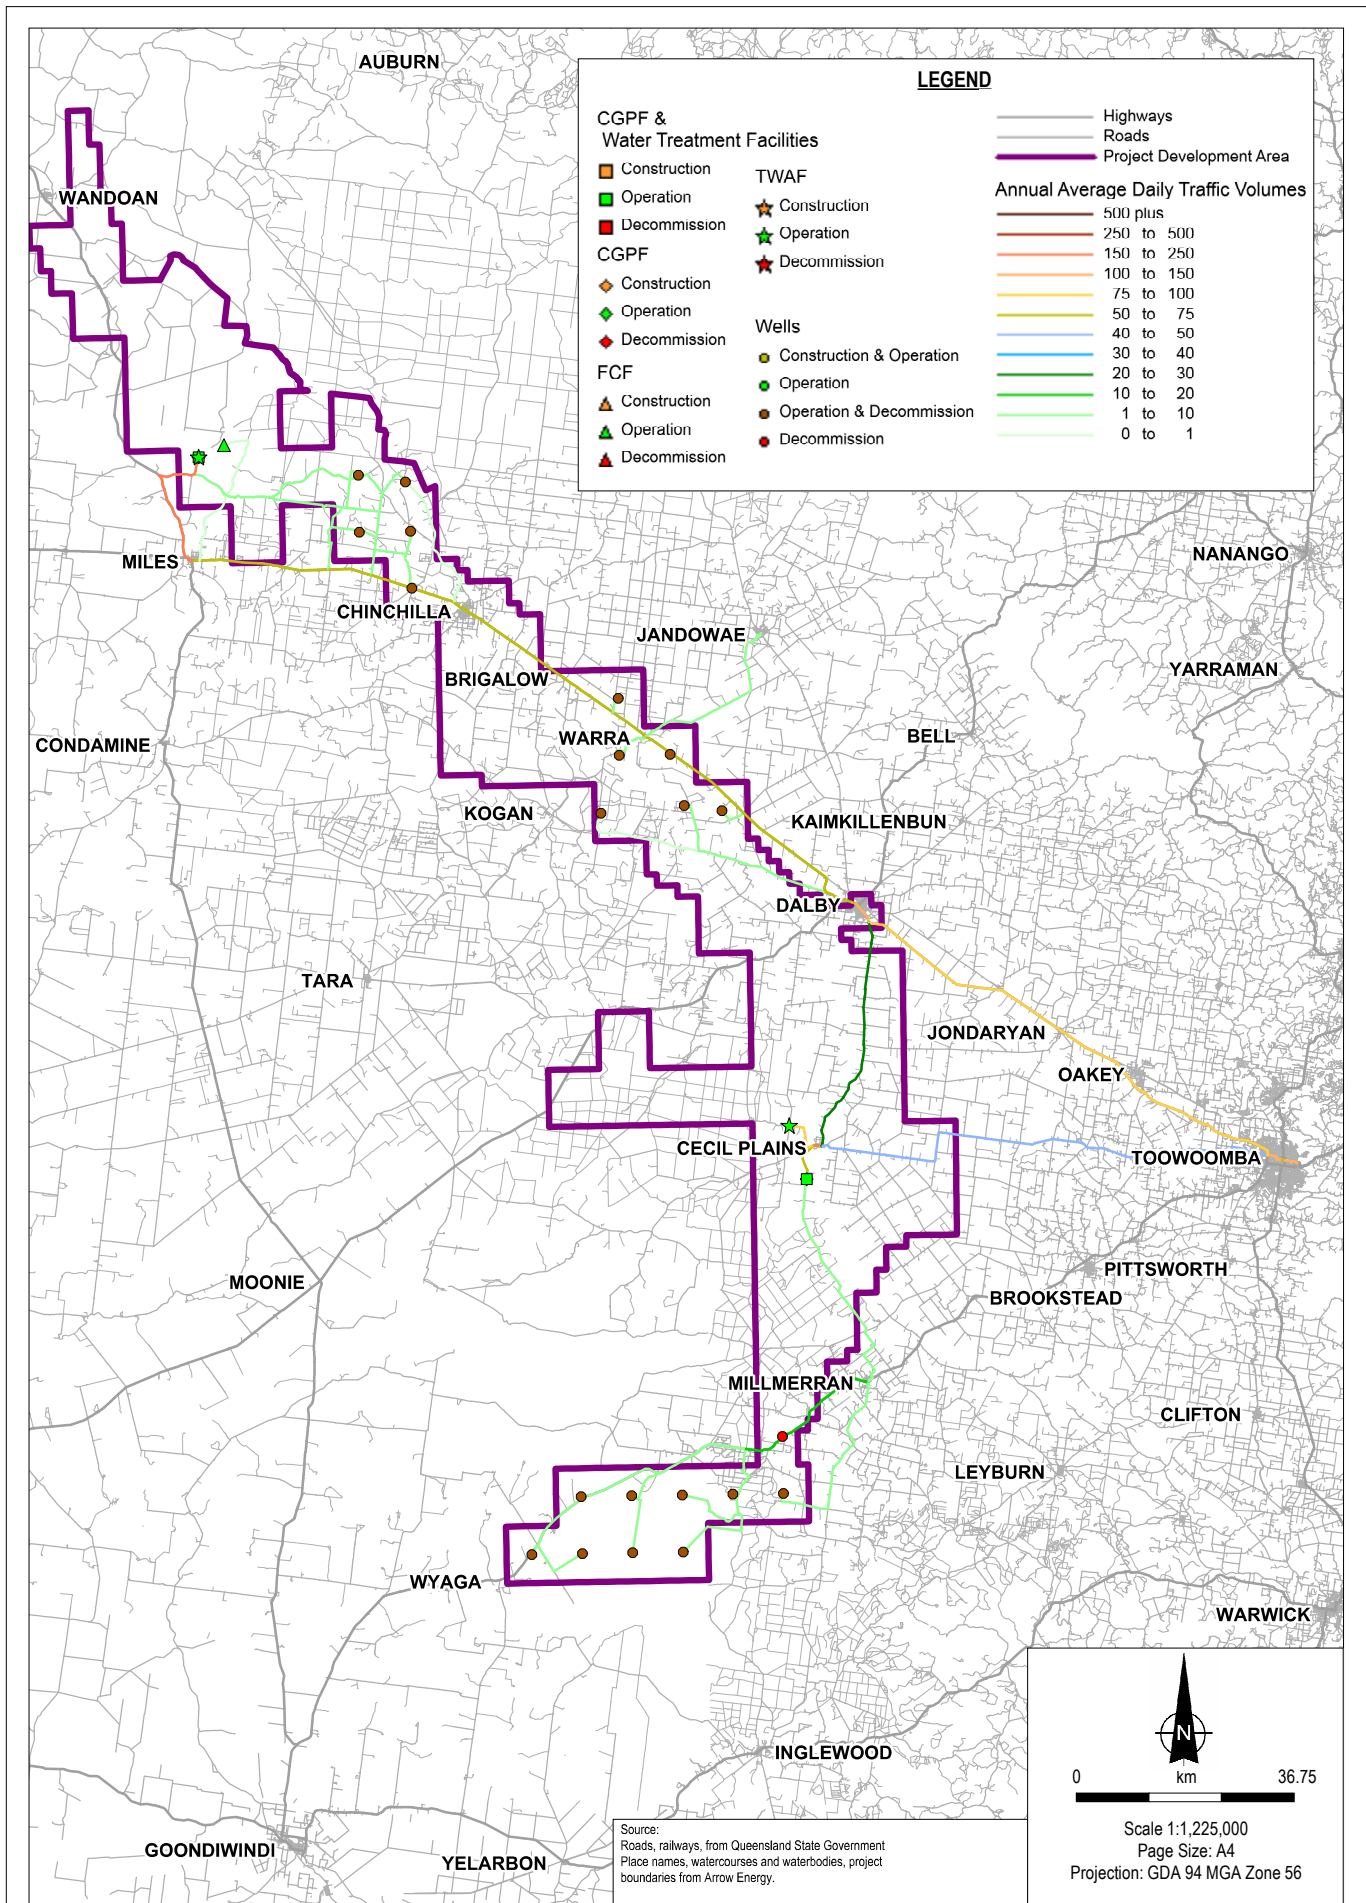 AUBURN
WANDOAN
LEGEND
CGPF &
Water Treatment Facilities
Construction
Operation
Decommission
CGPF
Construction
Operation
Decommission
FCF
Construction
Operation
Decommission
TWAF
Construction
Operation
Decommission
Wells
Construction & Operation
Operation
Operation & Decommission
Decommission
Highways
Roads
Project Development Area
Annual Average Daily Traffic Volumes
500 plus
250 to 500
150 to 250
100 to 150
75 to 100
50 to 75
40 to 50
30 to 40
20 to 30
10 to 20
1 to 10
0 to 1
MILES
NANANGO
CHINCHILLA
JANDOWAE
YARRAMAN
BRIGALOW
CONDAMINE
WARRA
BELL
KOGAN
KAIMKILLENBUN
DALBY
TARA
JONDARYAN
OAKEY
CECIL PLAINS
TOOWOOMBA
MOONIE
PITTSWORTH
BROOKSTEAD
MILLMERRAN
CLIFTON
LEYBURN
WYAGA
WARWICK
INGLEWOOD
GOONDIWINDI
YELARBON
N
0 km 36.75
Scale 1:1,225,000
Page Size: A4
Projection: GDA 94 MGA Zone 56
Source:
Roads, railways, from Queensland State Government
Place names, watercourses and waterbodies, project
boundaries from Arrow Energy.